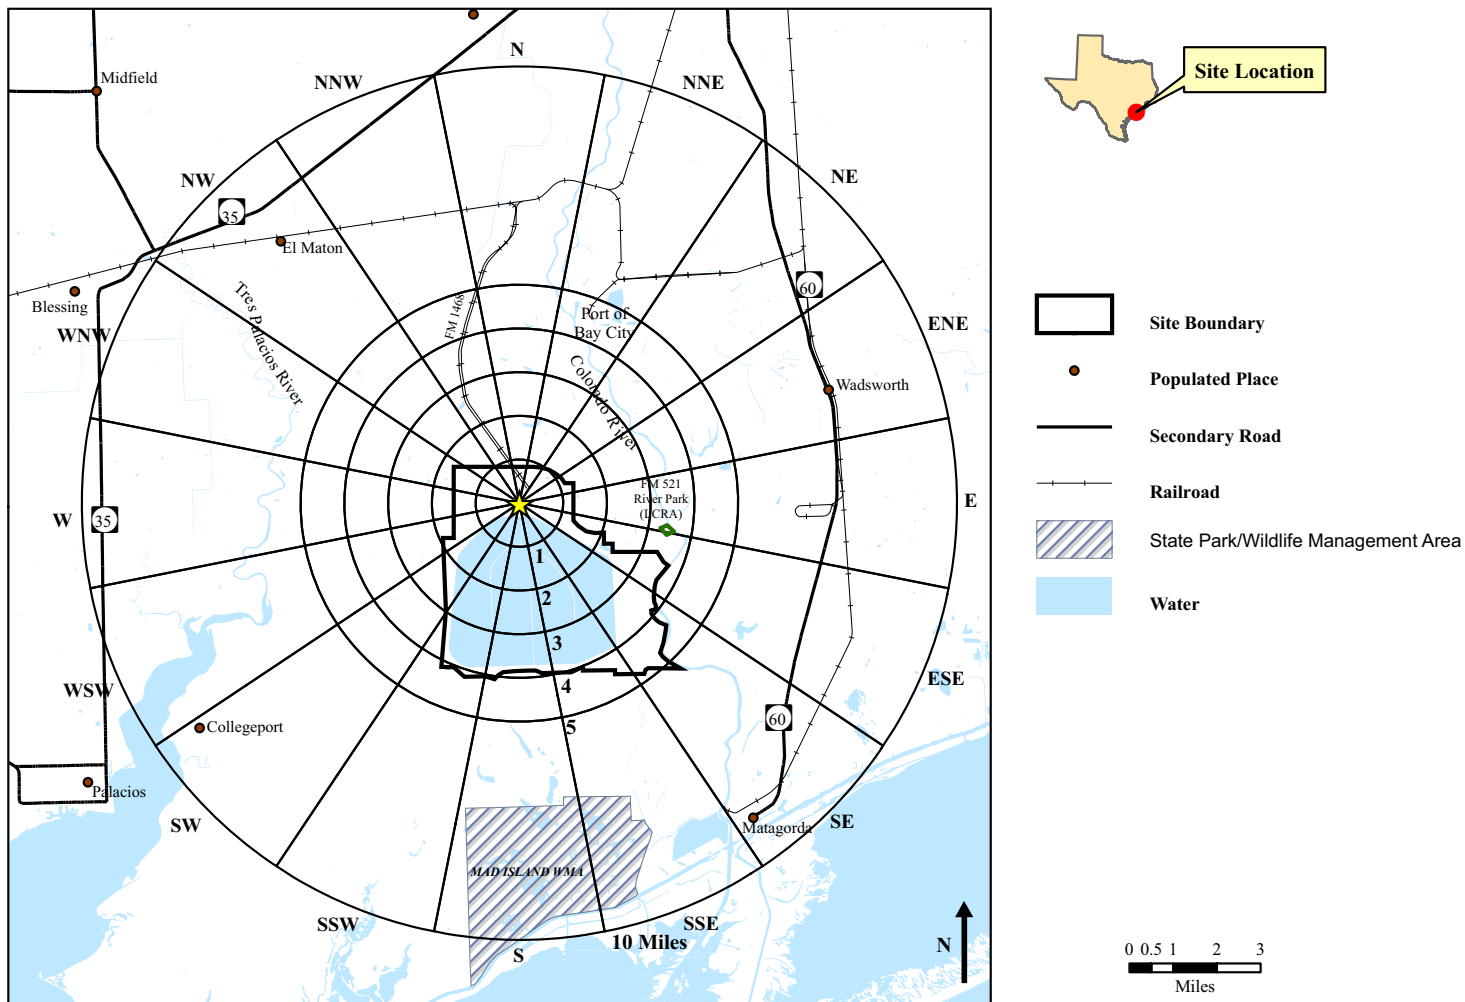 N
NNW
NNE
Midfield
NW
NE
35
El Maton
Tres Palacios River
Blessing
WNW
FM 1468
Port of
Bay City
60
ENE
Colorado River
Wadsworth
W
35
FM 521
River Park
(LCRA)
E
1
2
3
4
5
WSW
ESE
Collegeport
60
Palacios
SW
Matagorda
SE
MAD ISLAND WMA
SSW
SSE
S
10 Miles
N
Site Location
Site Boundary
Populated Place
Secondary Road
Railroad
State Park/Wildlife Management Area
Water
0 0.5 1 2 3
Miles